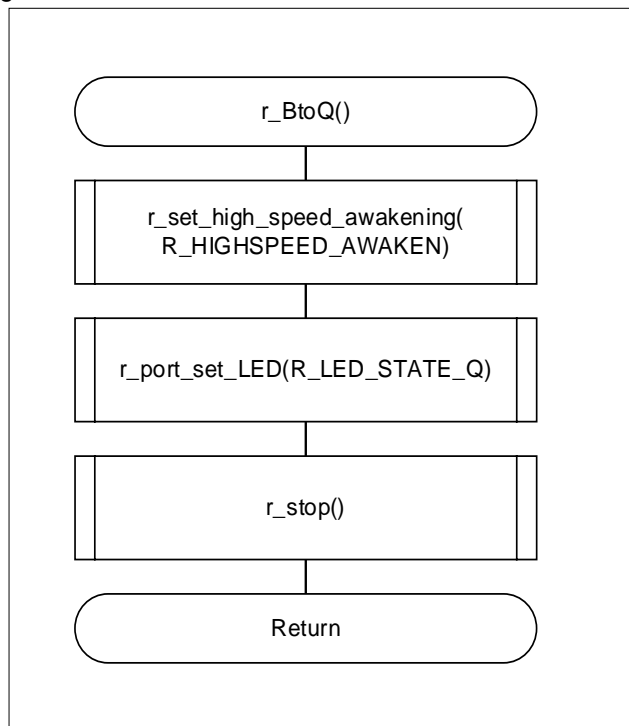 r_BtoQ()
r_set_high_speed_awakening(
R_HIGHSPEED_AWAKEN)
r_port_set_LED(R_LED_STATE_Q)
r_stop()
Return